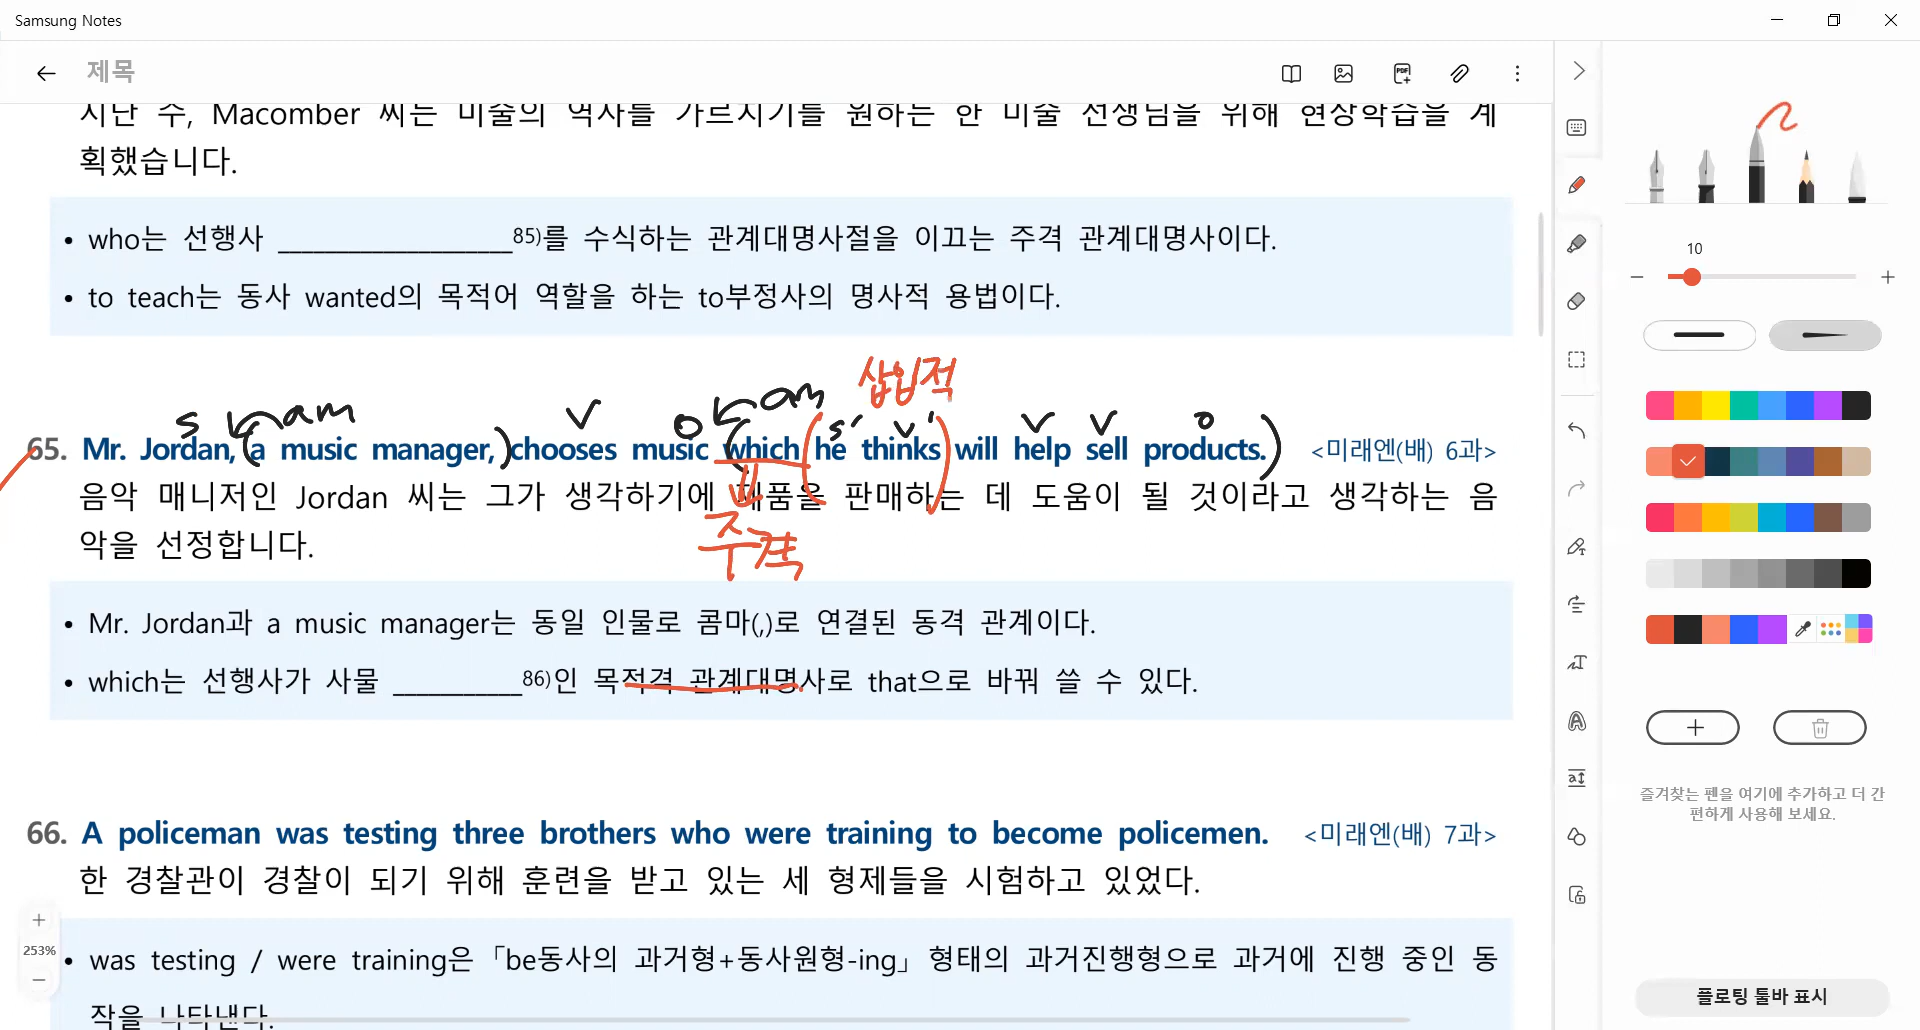 Samsung Notes
제목
지난 주, Macomber 씨는 미술의 역사를 가르치기를 원하는 한 미술 선생님을 위해 현장학습을 계
획했습니다.
• who는 선행사 __________________85)를 수식하는 관계대명사절을 이끄는 주격 관계대명사이다.
• to teach는 동사 wanted의 목적어 역할을 하는 to부정사의 명사적 용법이다.
삽입적
S am V O am s' v' V V O
65. Mr. Jordan, (a music manager,) chooses music (which (he thinks) will help sell products.) <미래엔(배) 6과>
음악 매니저인 Jordan 씨는 그가 생각하기에 제품을 판매하는 데 도움이 될 것이라고 생각하는 음
악을 선정합니다.
주격
• Mr. Jordan과 a music manager는 동일 인물로 콤마(,)로 연결된 동격 관계이다.
• which는 선행사가 사물 __________86)인 목적격 관계대명사로 that으로 바꿔 쓸 수 있다.
66. A policeman was testing three brothers who were training to become policemen. <미래엔(배) 7과>
한 경찰관이 경찰이 되기 위해 훈련을 받고 있는 세 형제들을 시험하고 있었다.
• was testing / were training은 「be동사의 과거형+동사원형-ing」 형태의 과거진행형으로 과거에 진행 중인 동
작을 나타낸다.
253%
10
즐겨찾는 펜을 여기에 추가하고 더 간
편하게 사용해 보세요.
플로팅 툴바 표시